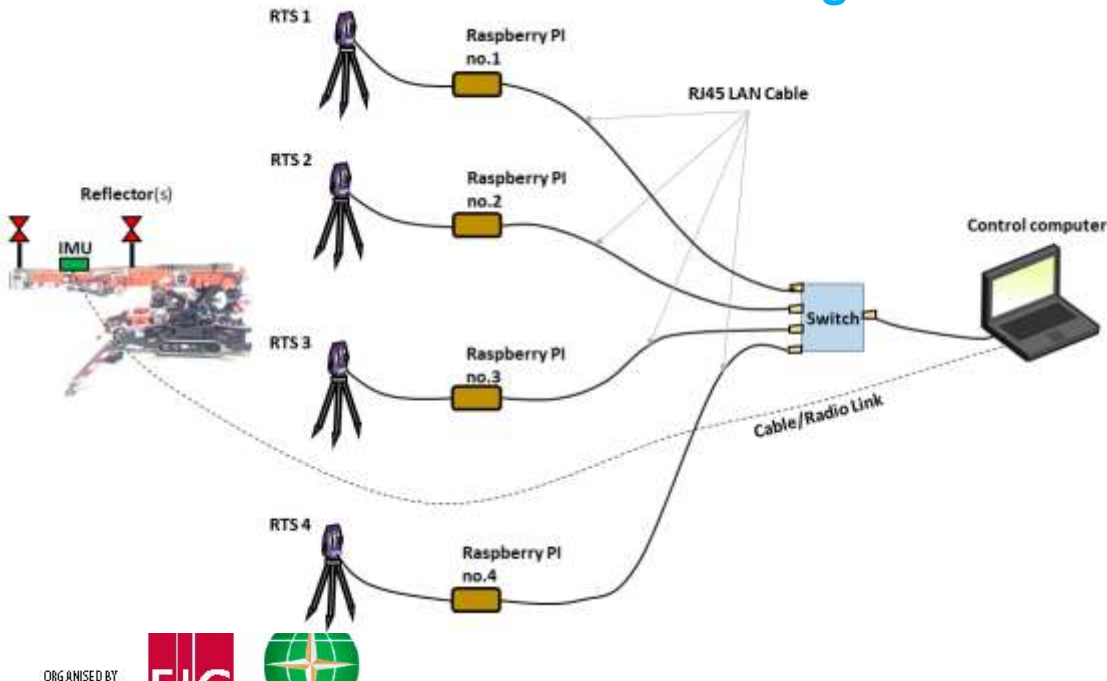 RTS 1
Raspberry PI
no.1
RJ45 LAN Cable
RTS 2
Raspberry PI
no.2
Reflector(s)
IMU
Control computer
Switch
RTS 3
Raspberry PI
no.3
Cable/Radio Link
RTS 4
Raspberry PI
no.4
ORGANISED BY
FIG